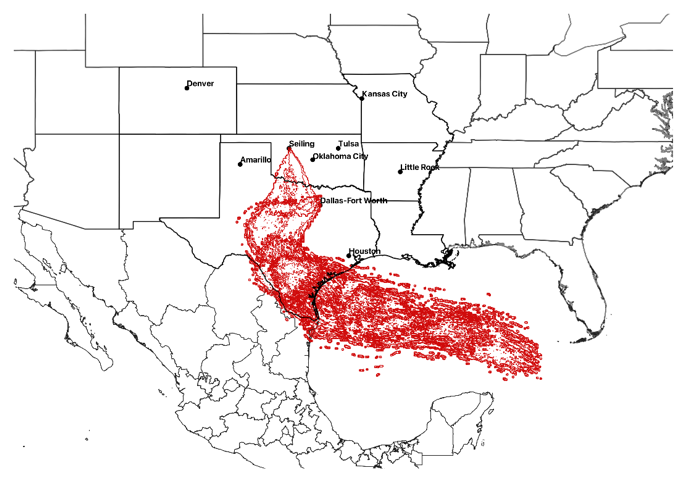 Denver
Kansas City
Seiling
Tulsa
Amarillo
Oklahoma City
Little Rock
Dallas-Fort Worth
Houston